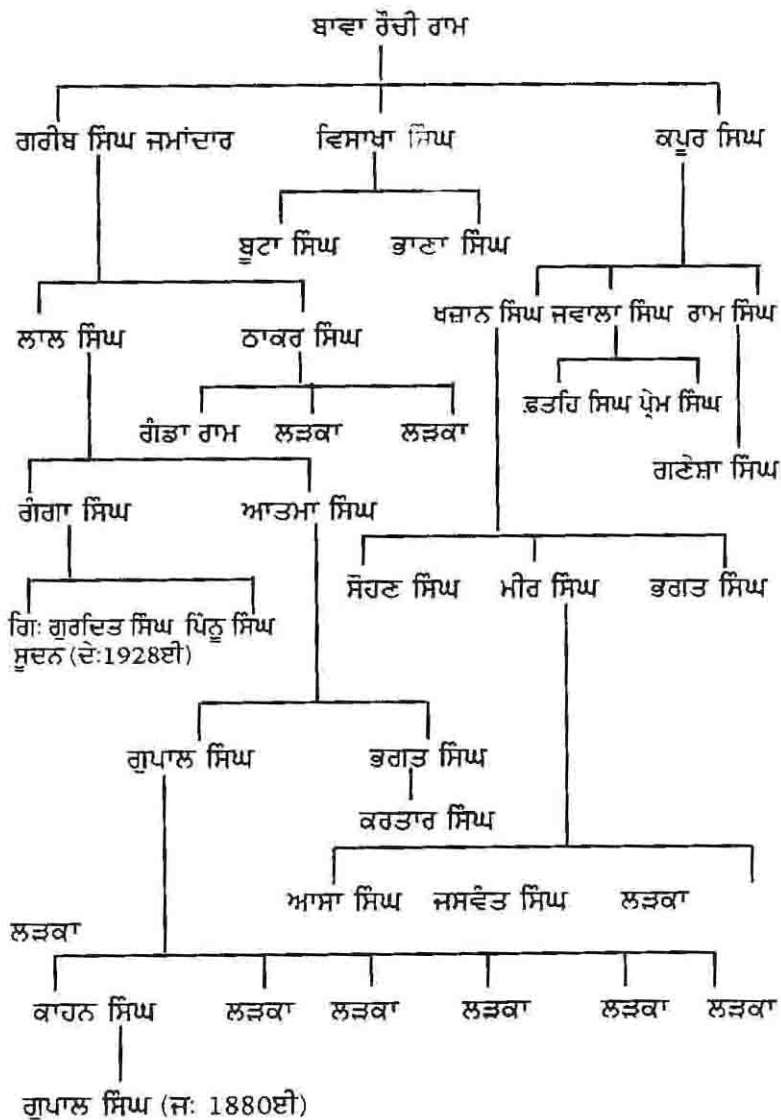 ਬਾਵਾ ਰੌਚੀ ਰਾਮ
ਗਰੀਬ ਸਿੰਘ ਜਮਾਂਦਾਰ ਵਿਸਾਖਾ ਸਿੰਘ ਕਪੂਰ ਸਿੰਘ
ਬੂਟਾ ਸਿੰਘ ਭਾਣਾ ਸਿੰਘ
ਲਾਲ ਸਿੰਘ ਠਾਕਰ ਸਿੰਘ ਖਜ਼ਾਨ ਸਿੰਘ ਜਵਾਲਾ ਸਿੰਘ ਰਾਮ ਸਿੰਘ
ਗੰਡਾ ਰਾਮ ਲੜਕਾ ਲੜਕਾ ਫ਼ਤਹਿ ਸਿਘ ਪ੍ਰੇਮ ਸਿੰਘ
ਗਣੇਸ਼ਾ ਸਿੰਘ
ਗੰਗਾ ਸਿੰਘ ਆਤਮਾ ਸਿੰਘ
ਸੋਹਣ ਸਿੰਘ ਮੀਰ ਸਿੰਘ ਭਗਤ ਸਿੰਘ
ਗਿ: ਗੁਰਦਿਤ ਸਿੰਘ ਪਿੰਨੂ ਸਿੰਘ
ਸੂਦਨ (ਦੇ:1928ਈ)
ਗੁਪਾਲ ਸਿੰਘ ਭਗਤ ਸਿੰਘ
ਕਰਤਾਰ ਸਿੰਘ
ਆਸਾ ਸਿੰਘ ਜਸਵੰਤ ਸਿੰਘ ਲੜਕਾ
ਲੜਕਾ
ਕਾਹਨ ਸਿੰਘ ਲੜਕਾ ਲੜਕਾ ਲੜਕਾ ਲੜਕਾ ਲੜਕਾ
ਗੁਪਾਲ ਸਿੰਘ (ਜ: 1880ਈ)